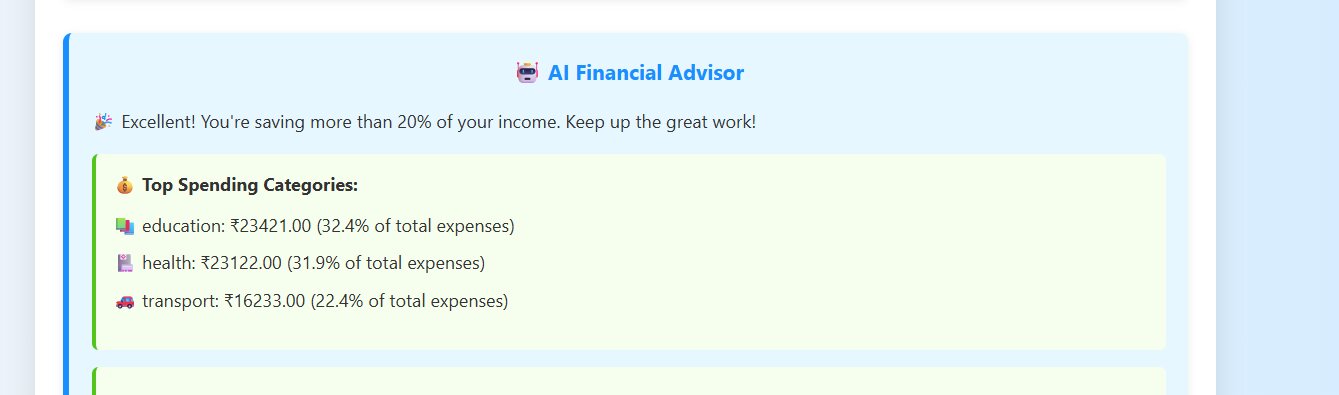 🤖 AI Financial Advisor
🎉 Excellent! You're saving more than 20% of your income. Keep up the great work!
💰 Top Spending Categories:
📚 education: ₹23421.00 (32.4% of total expenses)
🏥 health: ₹23122.00 (31.9% of total expenses)
🚗 transport: ₹16233.00 (22.4% of total expenses)